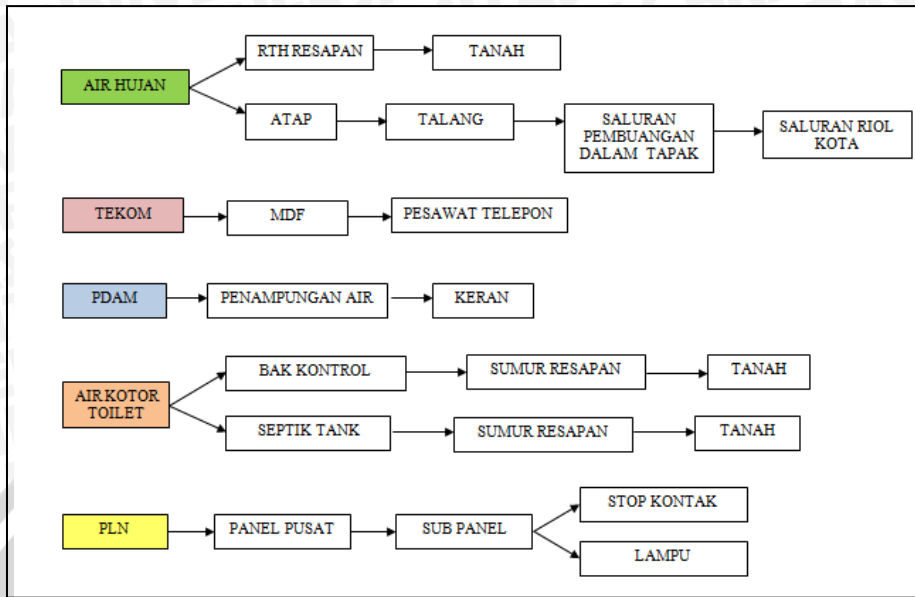 RTH RESAPAN
TANAH
AIR HUJAN
ATAP
TALANG
SALURAN
PEMBUANGAN
DALAM TAPAK
SALURAN RIOL
KOTA
TEKOM
MDF
PESAWAT TELEPON
PDAM
PENAMPUNGAN AIR
KERAN
BAK KONTROL
SUMUR RESAPAN
TANAH
AIR KOTOR
TOILET
SEPTIK TANK
SUMUR RESAPAN
TANAH
STOP KONTAK
PLN
PANEL PUSAT
SUB PANEL
LAMPU